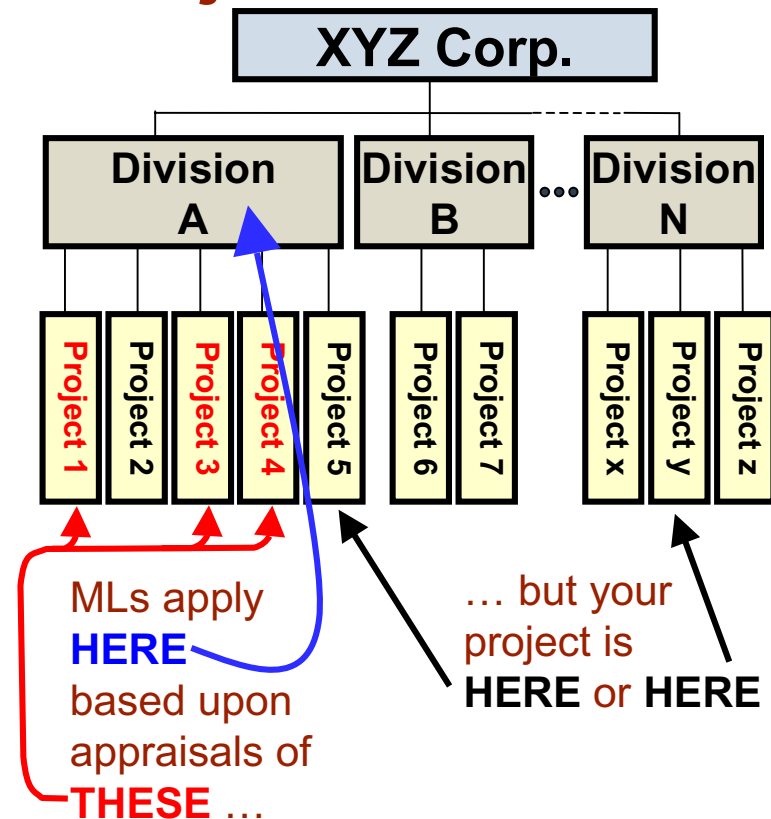 XYZ Corp.
Division
A
Division
B
Division
N
Project 1
Project 2
Project 3
Project 4
Project 5
Project 6
Project 7
Project x
Project y
Project z
MLs apply
HERE
based upon
appraisals of
THESE …
… but your
project is
HERE or HERE